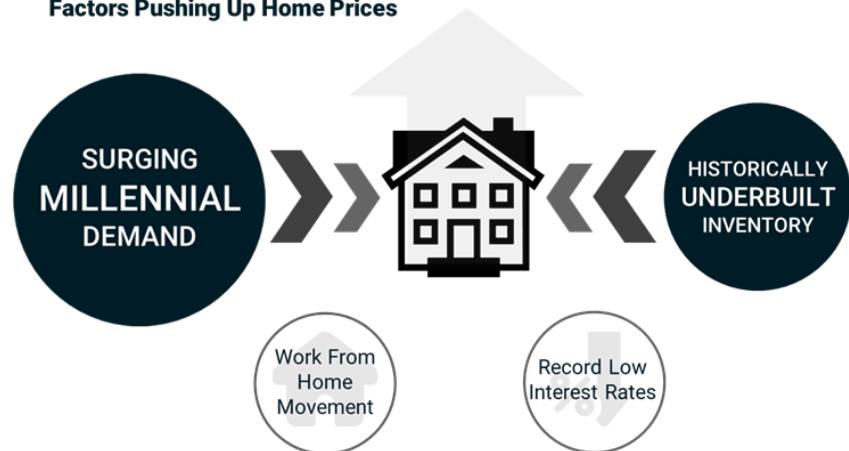 Factors Pushing Up Home Prices
SURGING
MILLENNIAL
DEMAND
HISTORICALLY
UNDERBUILT
INVENTORY
Work From
Home
Movement
Record Low
Interest Rates
%